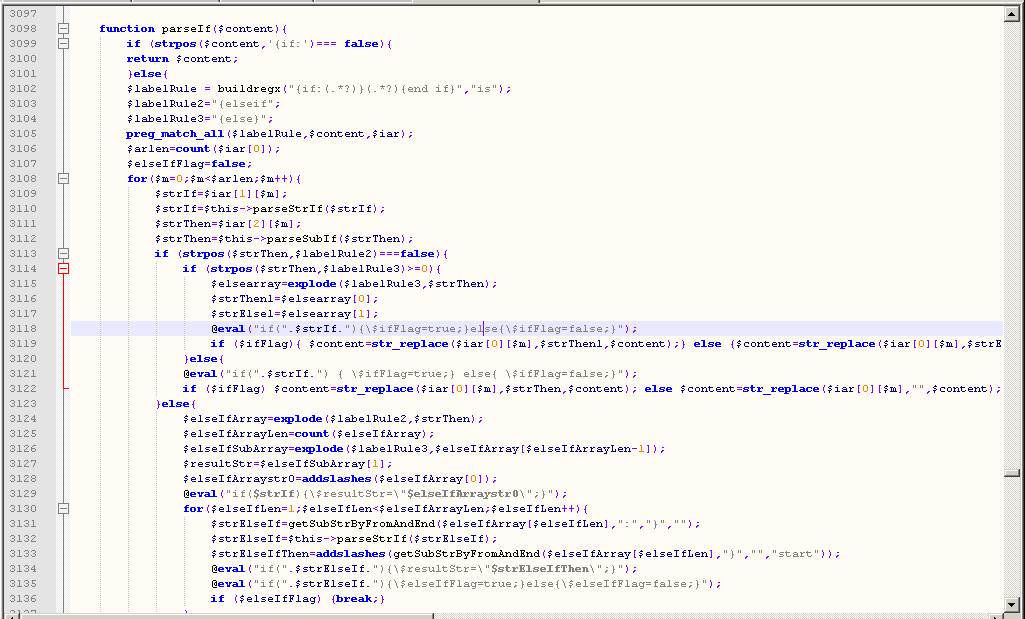 3097
3098 function parseIf($content){
3099 if (strpos($content,'{if:')=== false){
3100 return $content;
3101 }else{
3102 $labelRule = buildregx("{if:(.*?)}(.*?){end if}","is");
3103 $labelRule2="{elseif";
3104 $labelRule3="{else}";
3105 preg_match_all($labelRule,$content,$iar);
3106 $arlen=count($iar[0]);
3107 $elseIfFlag=false;
3108 for($m=0;$m<$arlen;$m++){
3109 $strIf=$iar[1][$m];
3110 $strIf=$this->parseStrIf($strIf);
3111 $strThen=$iar[2][$m];
3112 $strThen=$this->parseSubIf($strThen);
3113 if (strpos($strThen,$labelRule2)===false){
3114 if (strpos($strThen,$labelRule3)>=0){
3115 $elsearray=explode($labelRule3,$strThen);
3116 $strThen1=$elsearray[0];
3117 $strElse1=$elsearray[1];
3118 @eval("if(".$strIf."){\$ifFlag=true;}else{\$ifFlag=false;}");
3119 if ($ifFlag){ $content=str_replace($iar[0][$m],$strThen1,$content);} else {$content=str_replace($iar[0][$m],$strE
3120 }else{
3121 @eval("if(".$strIf.") { \$ifFlag=true;} else{ \$ifFlag=false;}");
3122 if ($ifFlag) $content=str_replace($iar[0][$m],$strThen,$content); else $content=str_replace($iar[0][$m],"",$content);
3123 }else{
3124 $elseIfArray=explode($labelRule2,$strThen);
3125 $elseIfArrayLen=count($elseIfArray);
3126 $elseIfSubArray=explode($labelRule3,$elseIfArray[$elseIfArrayLen-1]);
3127 $resultStr=$elseIfSubArray[1];
3128 $elseIfArraystr0=addslashes($elseIfArray[0]);
3129 @eval("if($strIf){\$resultStr=\"$elseIfArraystr0\";}");
3130 for($elseIfLen=1;$elseIfLen<$elseIfArrayLen;$elseIfLen++){
3131 $strElseIf=getSubStrByFromAndEnd($elseIfArray[$elseIfLen],":","}","");
3132 $strElseIf=$this->parseStrIf($strElseIf);
3133 $strElseIfThen=addslashes(getSubStrByFromAndEnd($elseIfArray[$elseIfLen],"}","","start"));
3134 @eval("if(".$strElseIf."){\$resultStr=\"$strElseIfThen\";}");
3135 @eval("if(".$strElseIf."){\$elseIfFlag=true;}else{\$elseIfFlag=false;}");
3136 if ($elseIfFlag) {break;}